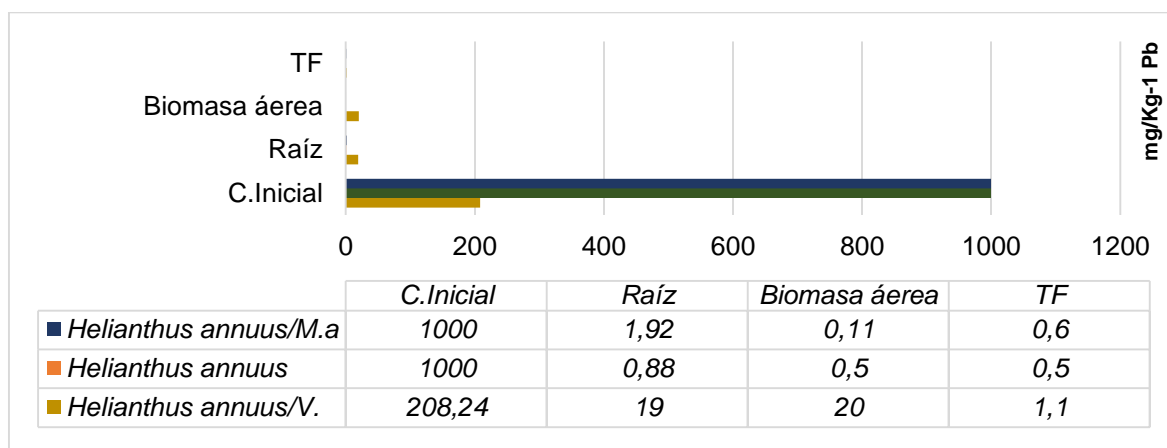 TF
Biomasa áerea
Raíz
C.Inicial
0 200 400 600 800 1000 1200
mg/Kg-1 Pb
C.Inicial Raíz Biomasa áerea TF
Helianthus annuus/M.a 1000 1,92 0,11 0,6
Helianthus annuus 1000 0,88 0,5 0,5
Helianthus annuus/V. 208,24 19 20 1,1